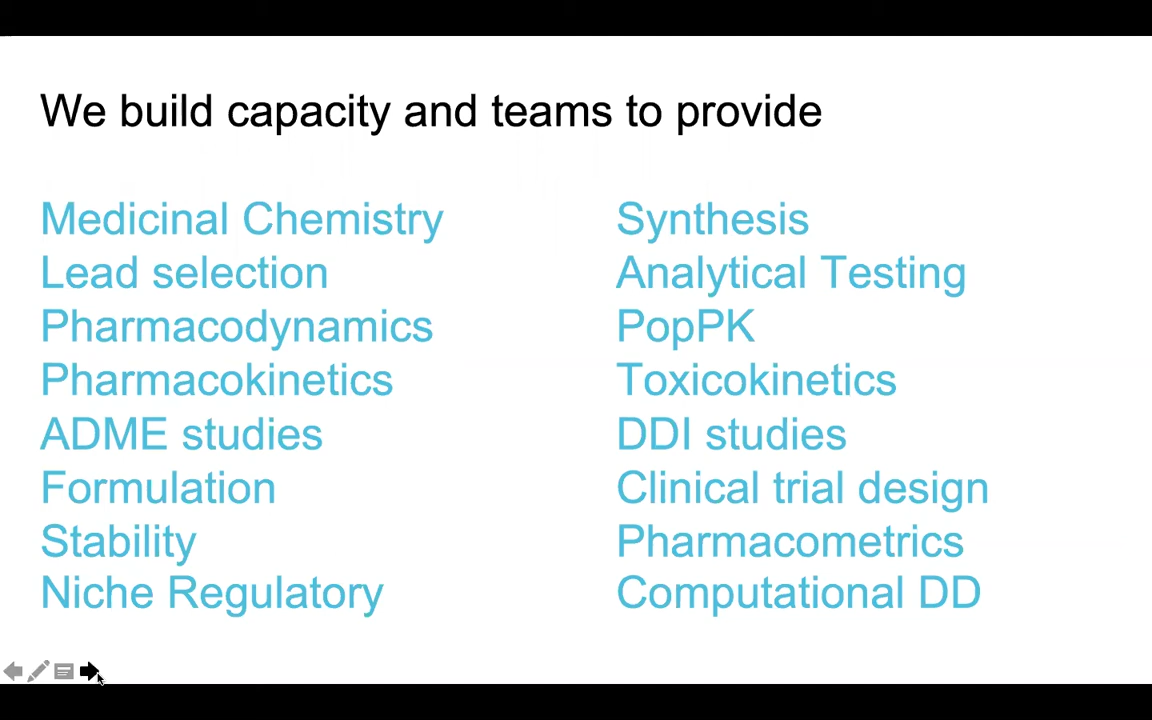 We build capacity and teams to provide
Medicinal Chemistry
Lead selection
Pharmacodynamics
Pharmacokinetics
ADME studies
Formulation
Stability
Niche Regulatory
Synthesis
Analytical Testing
PopPK
Toxicokinetics
DDI studies
Clinical trial design
Pharmacometrics
Computational DD